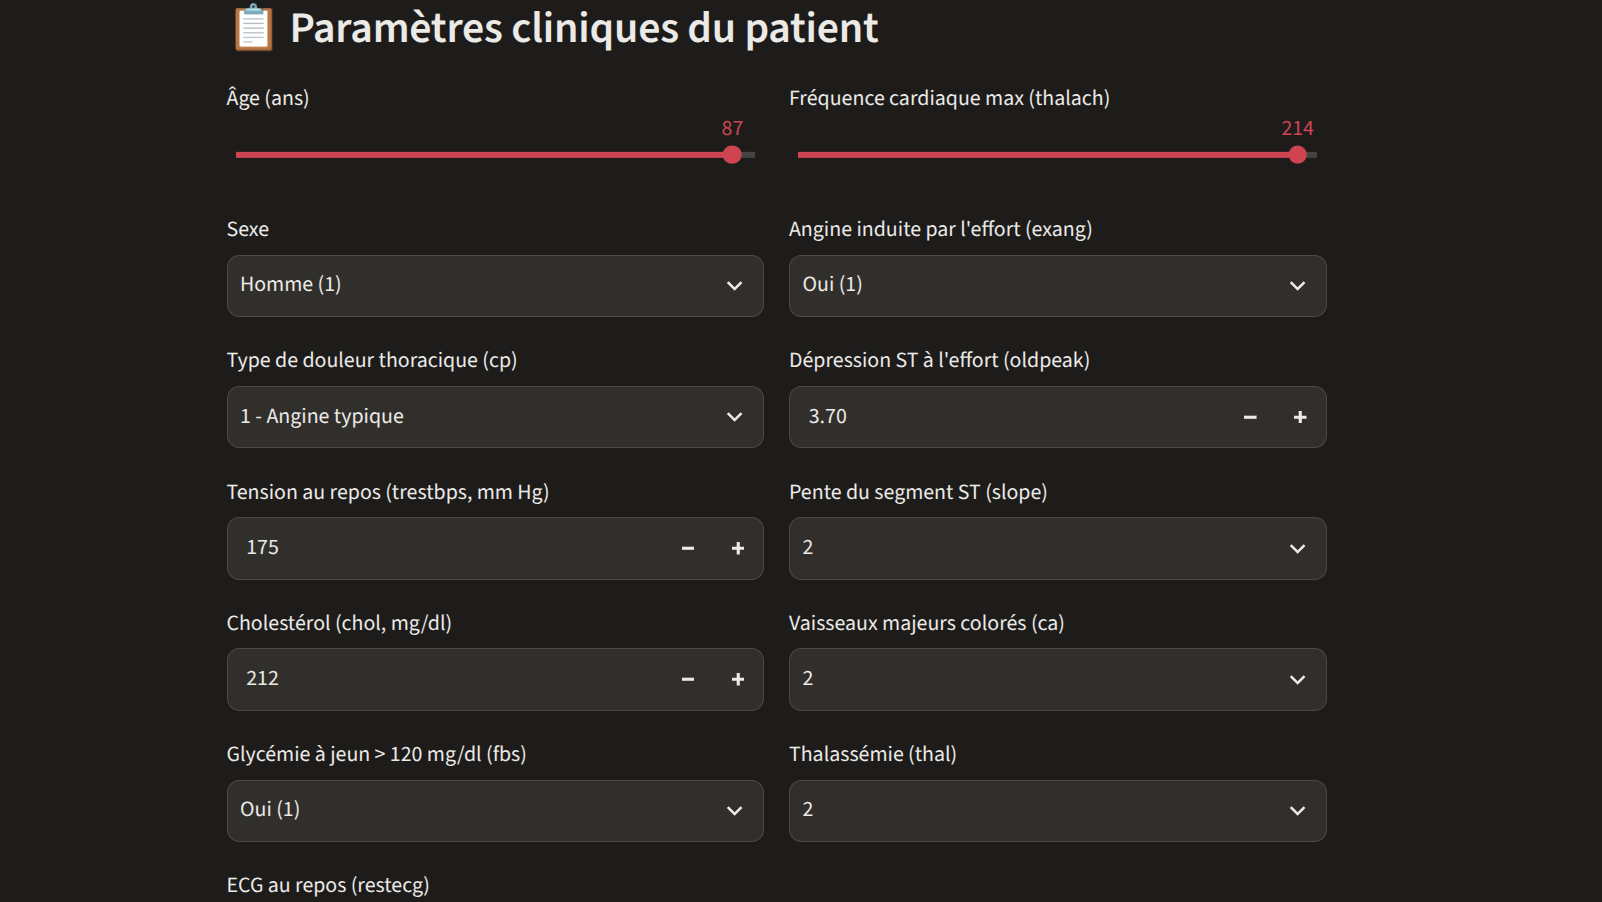 📋 Paramètres cliniques du patient
Âge (ans)
87
Sexe
Homme (1)
Type de douleur thoracique (cp)
1 - Angine typique
Tension au repos (trestbps, mm Hg)
175
Cholestérol (chol, mg/dl)
212
Glycémie à jeun > 120 mg/dl (fbs)
Oui (1)
ECG au repos (restecg)
Fréquence cardiaque max (thalach)
214
Angine induite par l'effort (exang)
Oui (1)
Dépression ST à l'effort (oldpeak)
3.70
Pente du segment ST (slope)
2
Vaisseaux majeurs colorés (ca)
2
Thalassémie (thal)
2